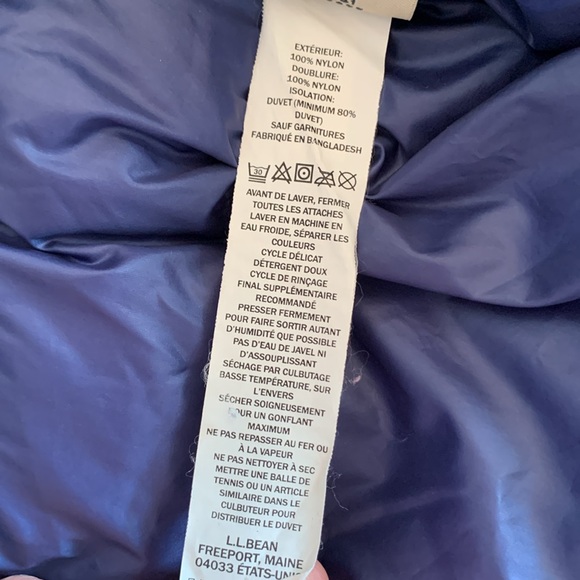 EXTÉRIEUR:
100% NYLON
DOUBLURE:
100% NYLON
ISOLATION:
DUVET (MINIMUM 80%
DUVET)
SAUF GARNITURES
FABRIQUÉ EN BANGLADESH
30
AVANT DE LAVER, FERMER
TOUTES LES ATTACHES
LAVER EN MACHINE EN
EAU FROIDE, SÉPARER LES
COULEURS
CYCLE DÉLICAT
DÉTERGENT DOUX
CYCLE DE RINÇAGE
FINAL SUPPLÉMENTAIRE
RECOMMANDÉ
PRESSER FERMEMENT
POUR FAIRE SORTIR AUTANT
D'HUMIDITÉ QUE POSSIBLE
PAS D'EAU DE JAVEL NI
D'ASSOUPLISSANT
SÉCHAGE PAR CULBUTAGE
BASSE TEMPÉRATURE, SUR
L'ENVERS
SÉCHER SOIGNEUSEMENT
POUR UN GONFLANT
MAXIMUM
NE PAS REPASSER AU FER OU
À LA VAPEUR
NE PAS NETTOYER À SEC
METTRE UNE BALLE DE
TENNIS OU UN ARTICLE
SIMILAIRE DANS LE
CULBUTEUR POUR
DISTRIBUER LE DUVET
L.L.BEAN
FREEPORT, MAINE
04033 ÉTATS-UNIS